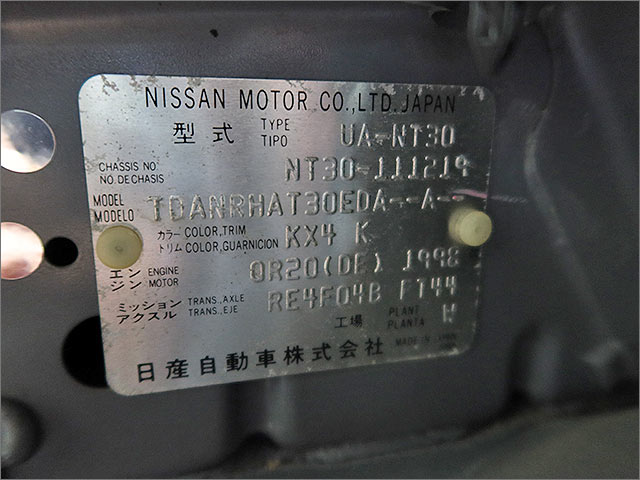 NISSAN MOTOR CO.,LTD.JAPAN
型式 TYPE TIPO UA-NT30
CHASSIS NO. NO.DE CHASIS NT30-111219
MODEL MODELO TDANRHAT30EDA--A--
カラー COLOR,TRIM トリム COLOR,GUARNICION KX4 K
エンジン ENGINE MOTOR QR20(DE) 1998
ミッション アクスル TRANS.,AXLE TRANS.,EJE RE4F04B FT44
工場 PLANT PLANTA W
日産自動車株式会社 MADE IN JAPAN